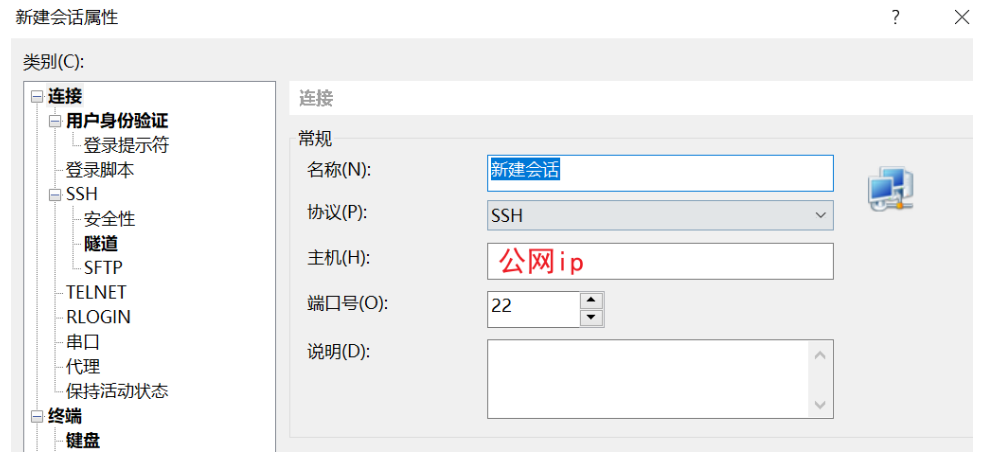 新建会话属性
?
类别(C):
连接
用户身份验证
登录提示符
登录脚本
SSH
安全性
隧道
SFTP
TELNET
RLOGIN
串口
代理
保持活动状态
终端
键盘
连接
常规
名称(N):
新建会话
协议(P):
SSH
主机(H):
公网ip
端口号(O):
22
说明(D):